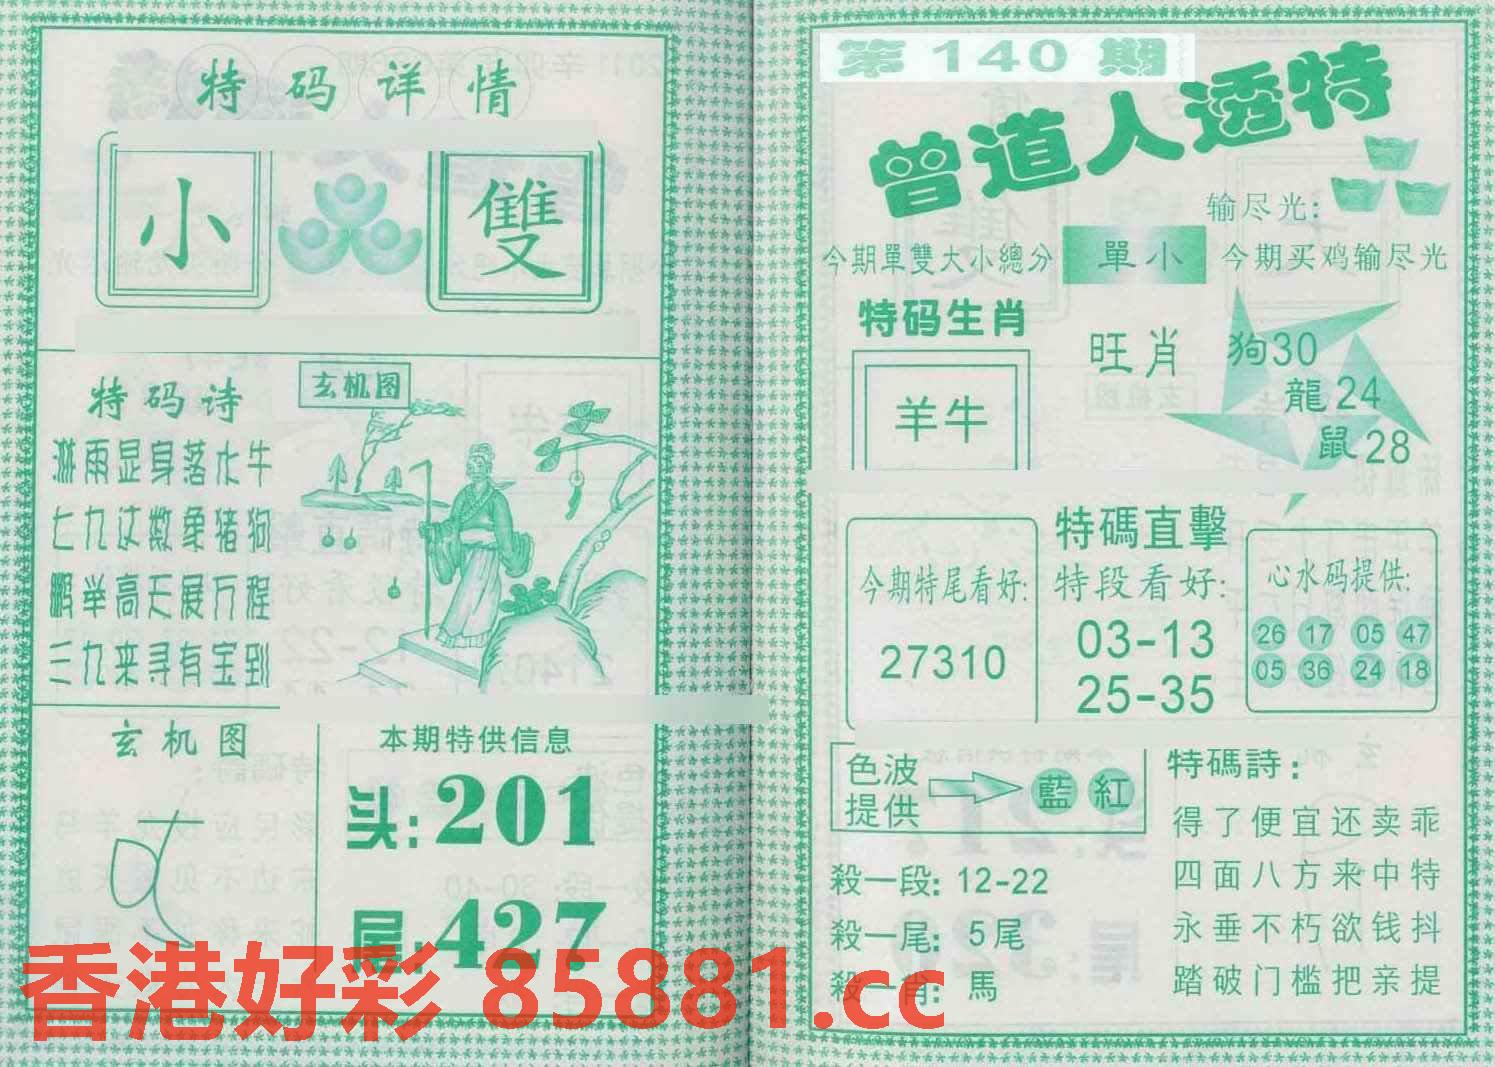 特码详情
小 雙
特码诗
淋雨显身落水牛
七九过数象猪狗
鹏举高天展万程
三九来寻有宝到
玄机图
玄机图
本期特供信息
头:201
尾:427
第140期
曾道人透特
输尽光:
今期單雙大小總分 單小 今期买鸡输尽光
特码生肖
羊牛
旺肖
狗30
龍24
鼠28
今期特尾看好:
27310
特碼直擊
特段看好:
03-13
25-35
心水码提供:
26 17 05 47
05 36 24 18
色波提供 藍 紅
殺一段: 12-22
殺一尾: 5尾
殺一肖: 馬
特碼詩:
得了便宜还卖乖
四面八方来中特
永垂不朽欲钱抖
踏破门槛把亲提
香港好彩 85881.cc